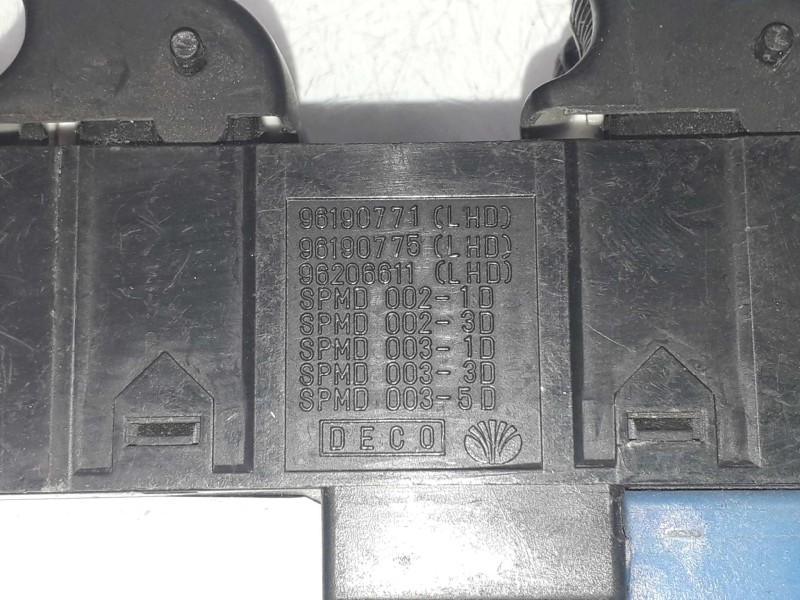 96190771 (LHD)
96190775 (LHD)
96206611 (LHD)
SPMD 002-1D
SPMD 002-3D
SPMD 003-1D
SPMD 003-3D
SPMD 003-5D
DECO